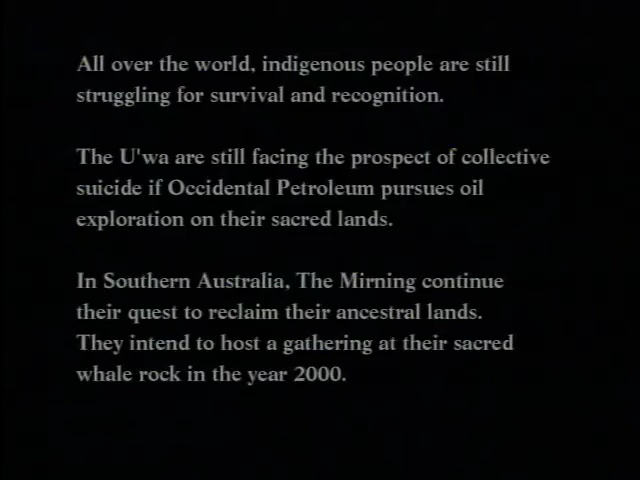 All over the world, indigenous people are still
struggling for survival and recognition.
The U'wa are still facing the prospect of collective
suicide if Occidental Petroleum pursues oil
exploration on their sacred lands.
In Southern Australia, The Mirning continue
their quest to reclaim their ancestral lands.
They intend to host a gathering at their sacred
whale rock in the year 2000.